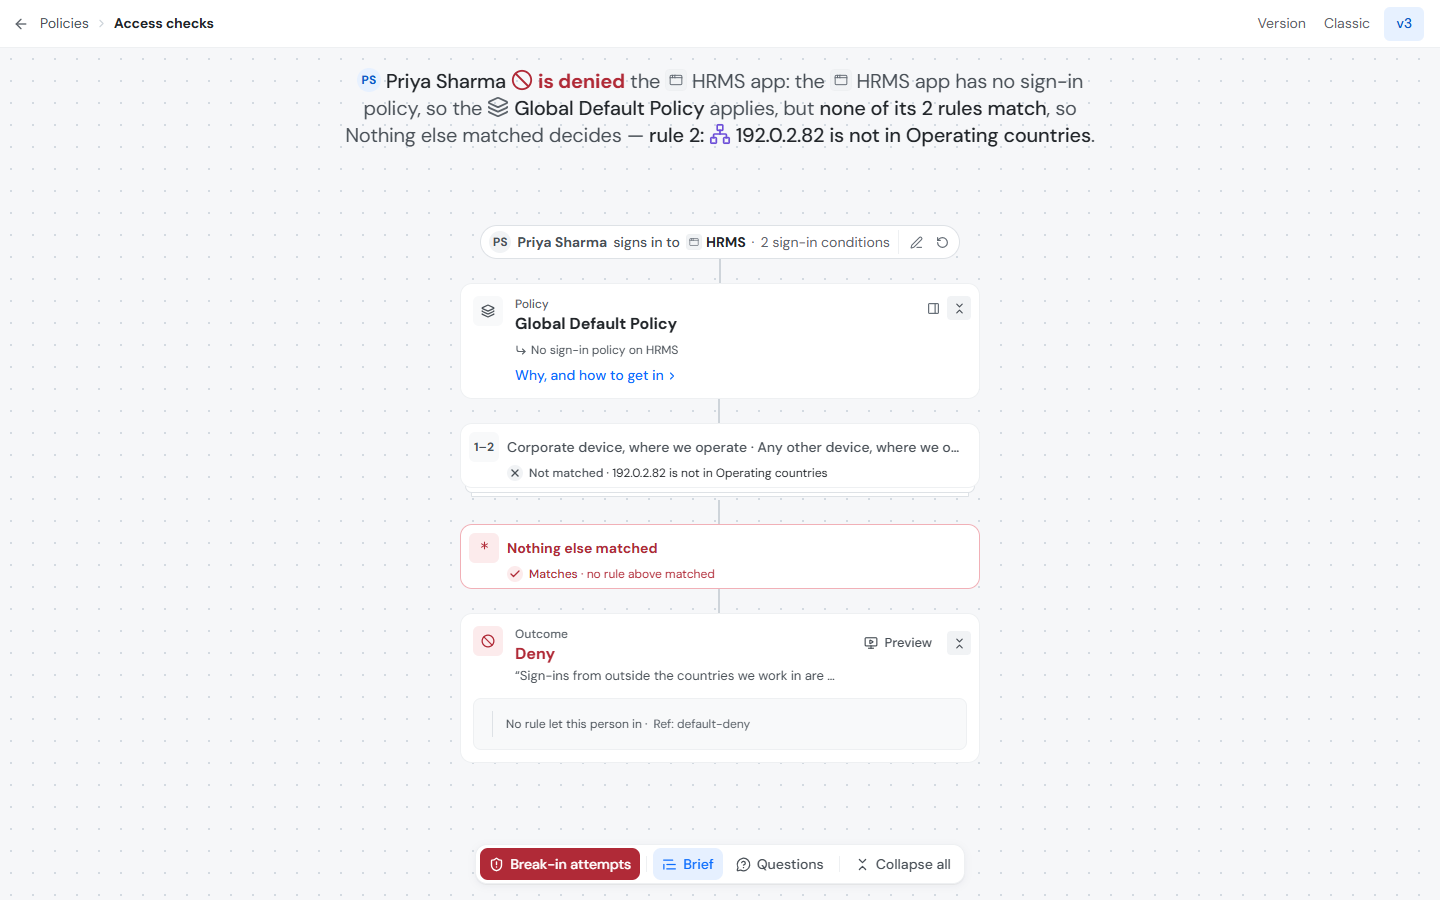 Policies
Access checks
Version
Classic
v3
PS Priya Sharma is denied the HRMS app: the HRMS app has no sign-in
policy, so the Global Default Policy applies, but none of its 2 rules match, so
Nothing else matched decides — rule 2: 192.0.2.82 is not in Operating countries.
PS Priya Sharma signs in to HRMS · 2 sign-in conditions
Policy
Global Default Policy
No sign-in policy on HRMS
Why, and how to get in
1–2 Corporate device, where we operate · Any other device, where we o…
Not matched · 192.0.2.82 is not in Operating countries
* Nothing else matched
Matches · no rule above matched
Outcome
Deny
Preview
“Sign-ins from outside the countries we work in are …
No rule let this person in · Ref: default-deny
Break-in attempts
Brief
Questions
Collapse all